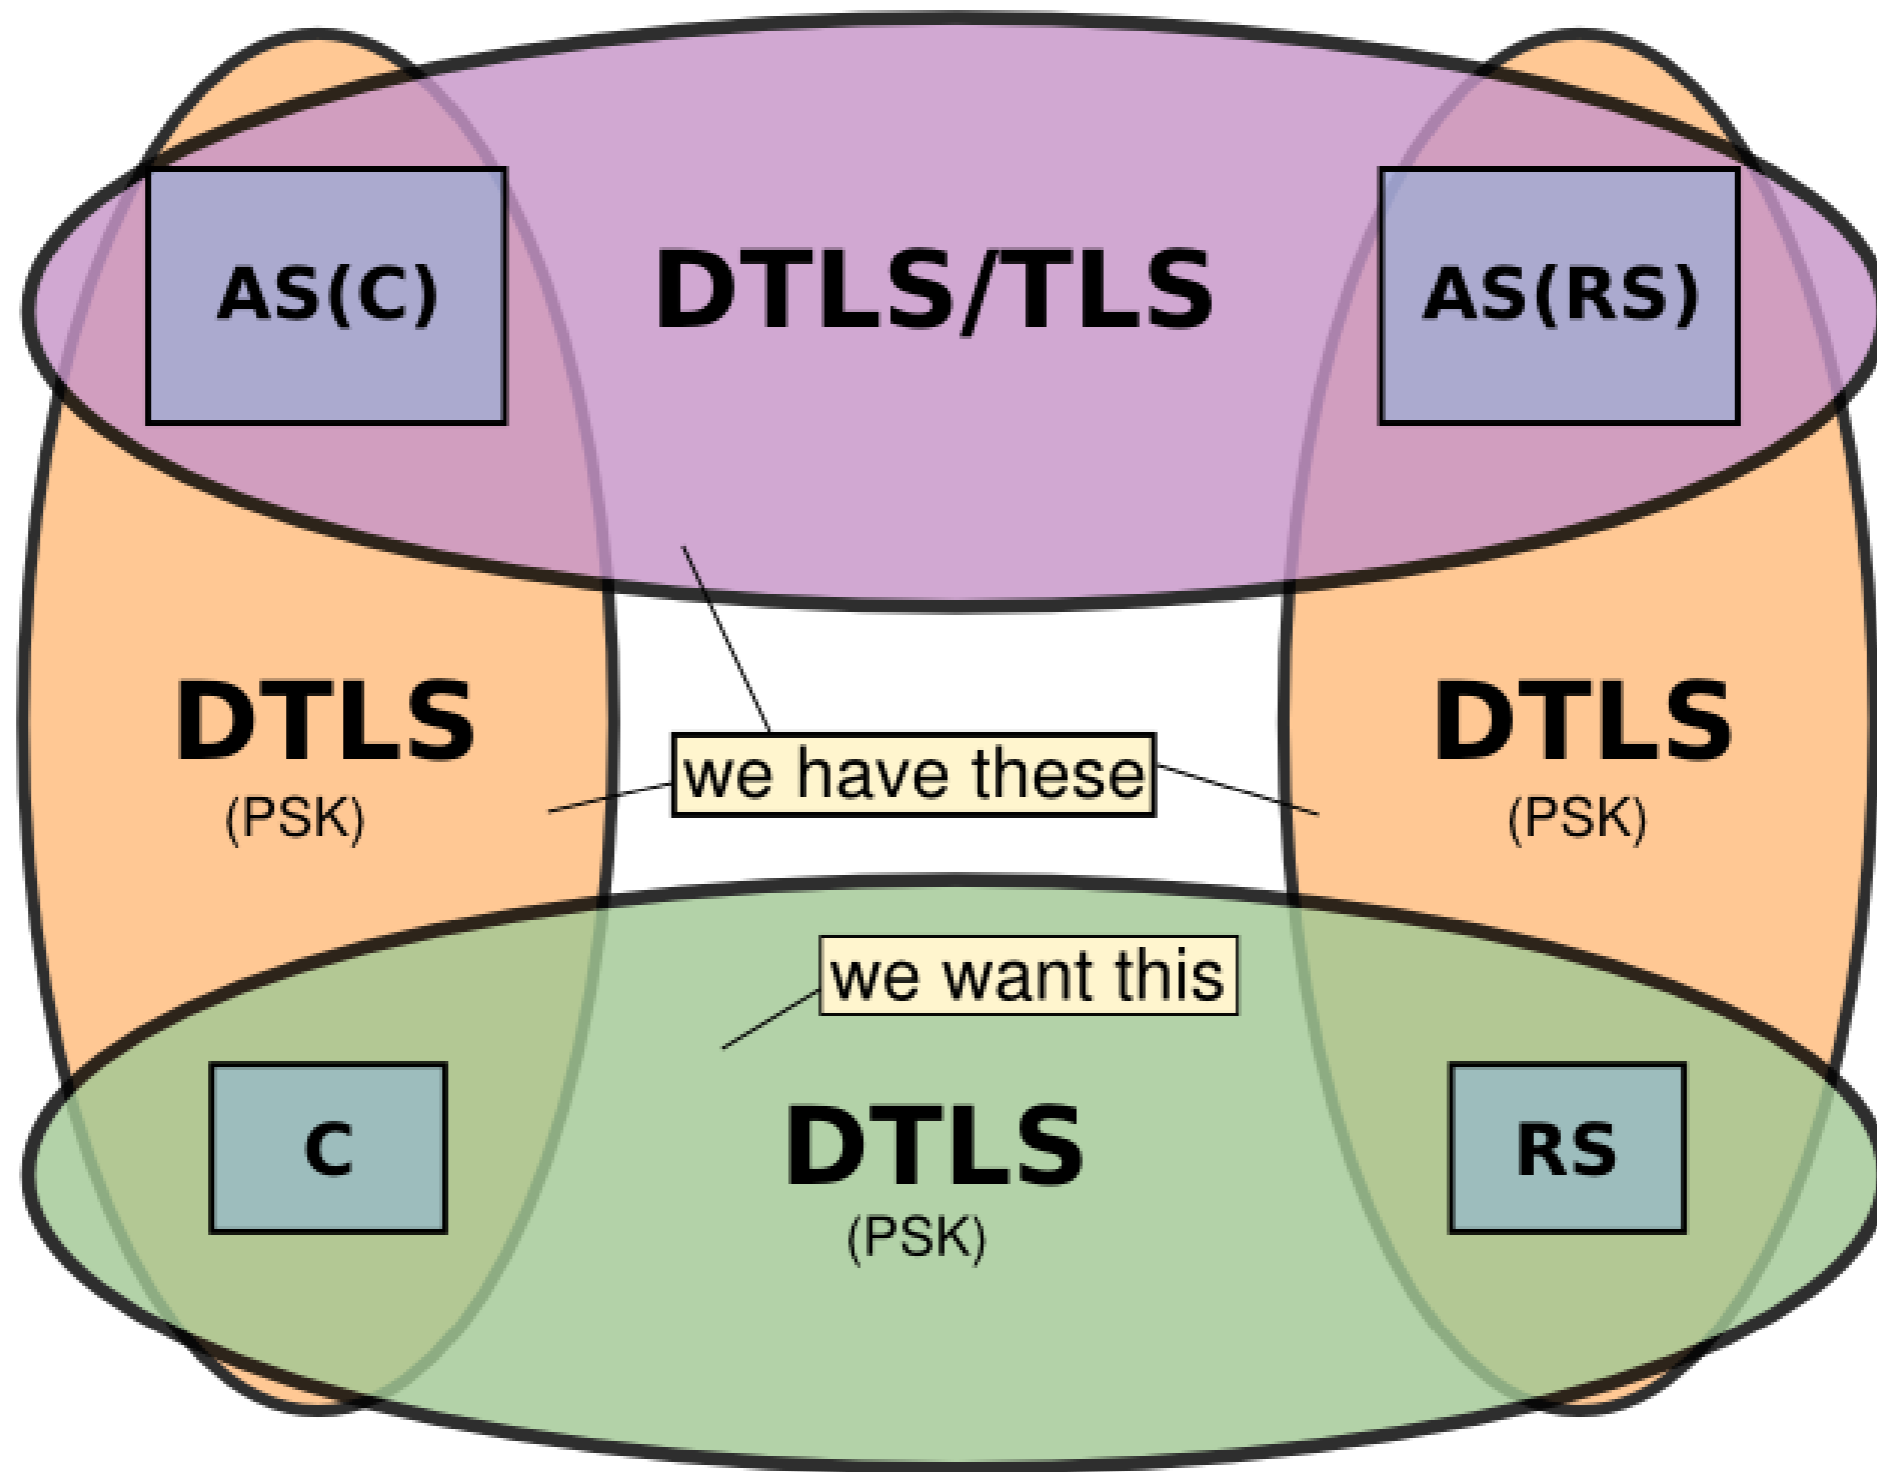 AS(C)
DTLS/TLS
AS(RS)
DTLS
(PSK)
we have these
DTLS
(PSK)
we want this
C
DTLS
(PSK)
RS